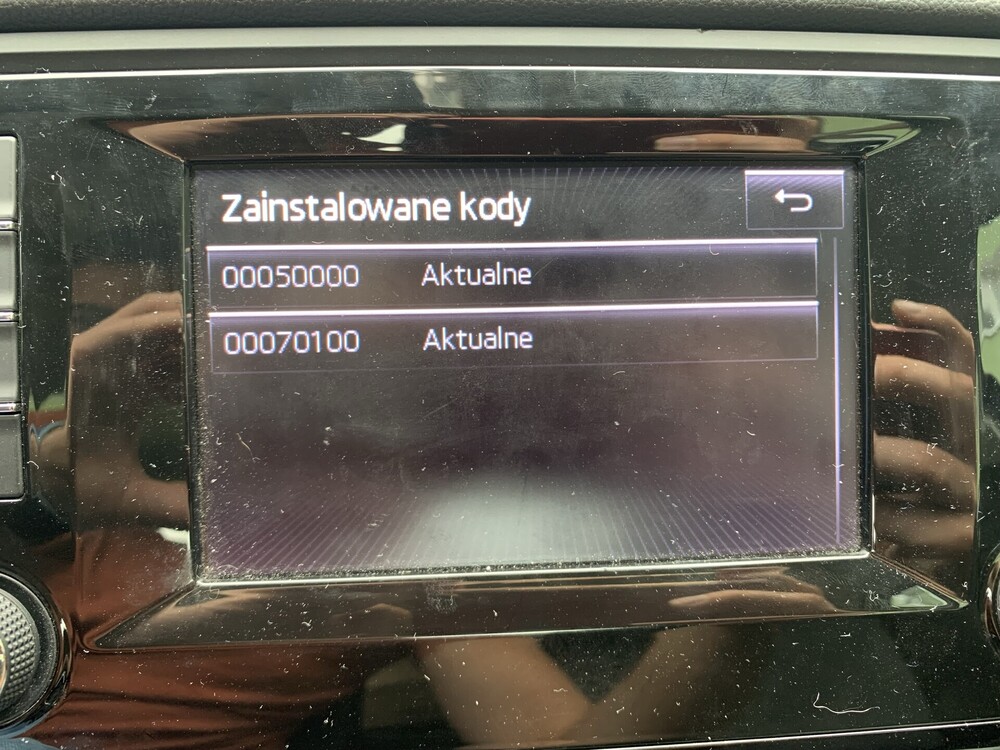 Zainstalowane kody
00050000 Aktualne
00070100 Aktualne